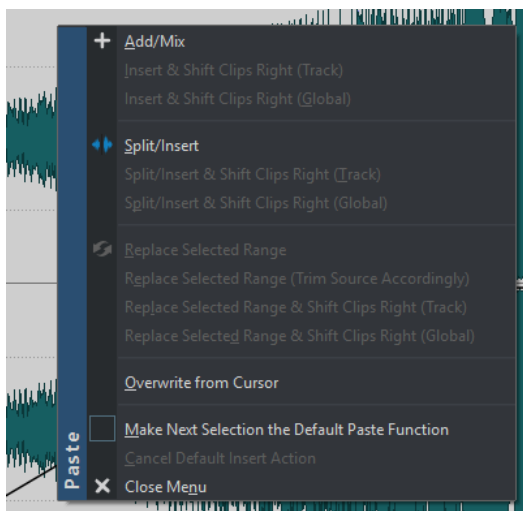 Add/Mix
Insert & Shift Clips Right (Track)
Insert & Shift Clips Right (Global)
Split/Insert
Split/Insert & Shift Clips Right (Track)
Split/Insert & Shift Clips Right (Global)
Replace Selected Range
Replace Selected Range (Trim Source Accordingly)
Replace Selected Range & Shift Clips Right (Track)
Replace Selected Range & Shift Clips Right (Global)
Overwrite from Cursor
Make Next Selection the Default Paste Function
Cancel Default Insert Action
Close Menu
Paste